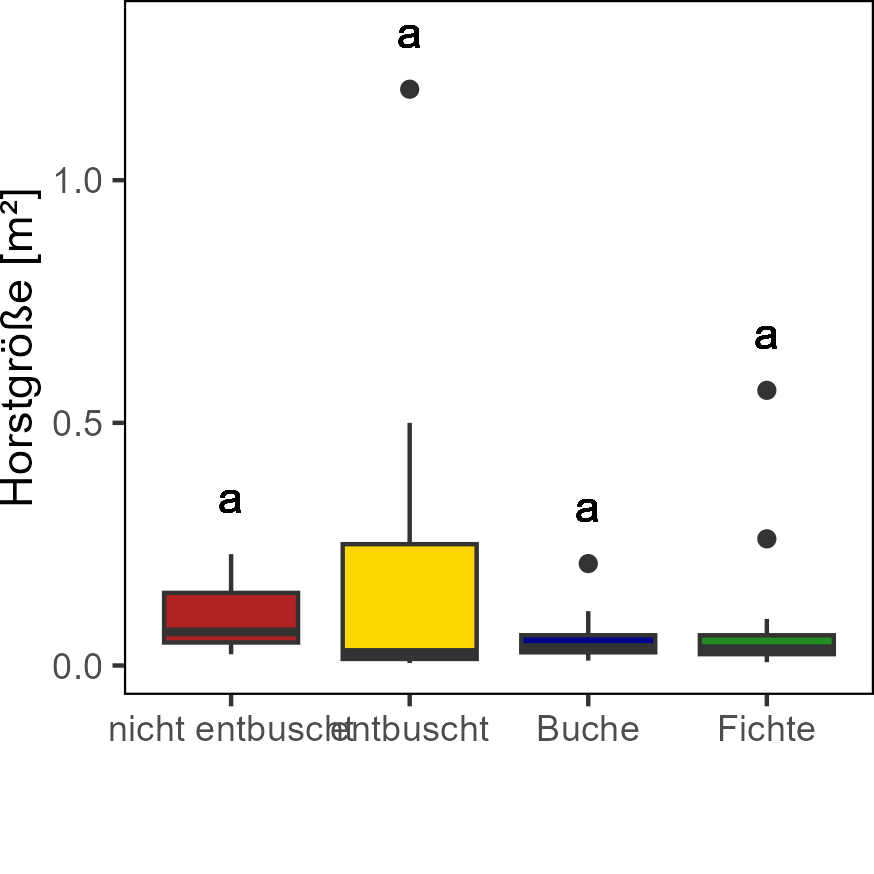 a
1.0
a
0.5
a
a
0.0
Horstgröße [m²]
nicht entbuscht
entbuscht
Buche
Fichte